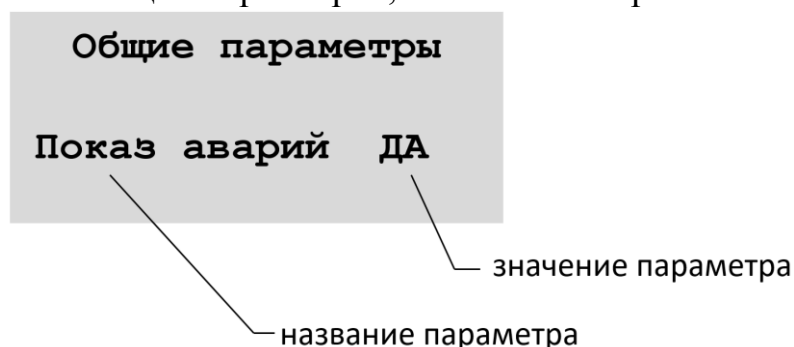 Общие параметры
Показ аварий ДА
значение параметра
название параметра